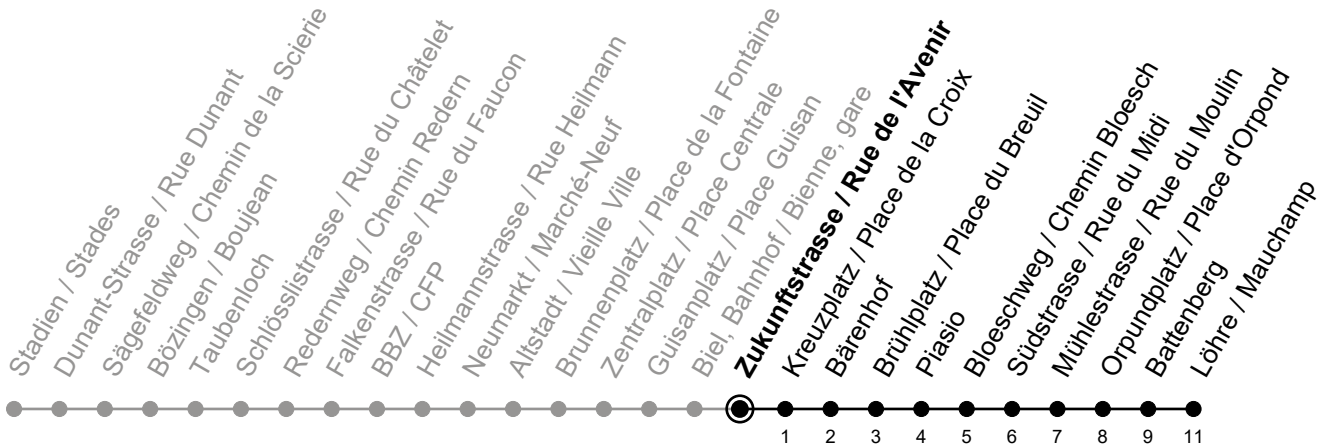 Stadien / Stades
Dunant-Strasse / Rue Dunant
Sägefeldweg / Chemin de la Scierie
Bözingen / Boujean
Taubenloch
Schlösslistrasse / Rue du Châtelet
Redernweg / Chemin Redern
Falkenstrasse / Rue du Faucon
BBZ / CFP
Heilmannstrasse / Rue Heilmann
Neumarkt / Marché-Neuf
Altstadt / Vieille Ville
Brunnenplatz / Place de la Fontaine
Zentralplatz / Place Centrale
Guisanplatz / Place Guisan
Biel, Bahnhof / Bienne, gare
Zukunftstrasse / Rue de l'Avenir
Kreuzplatz / Place de la Croix
Bärenhof
Brühlplatz / Place du Breuil
Piasio
Bloeschweg / Chemin Bloesch
Südstrasse / Rue du Midi
Mühlestrasse / Rue du Moulin
Orpundplatz / Place d'Orpond
Battenberg
Löhre / Mauchamp
1 2 3 4 5 6 7 8 9 11